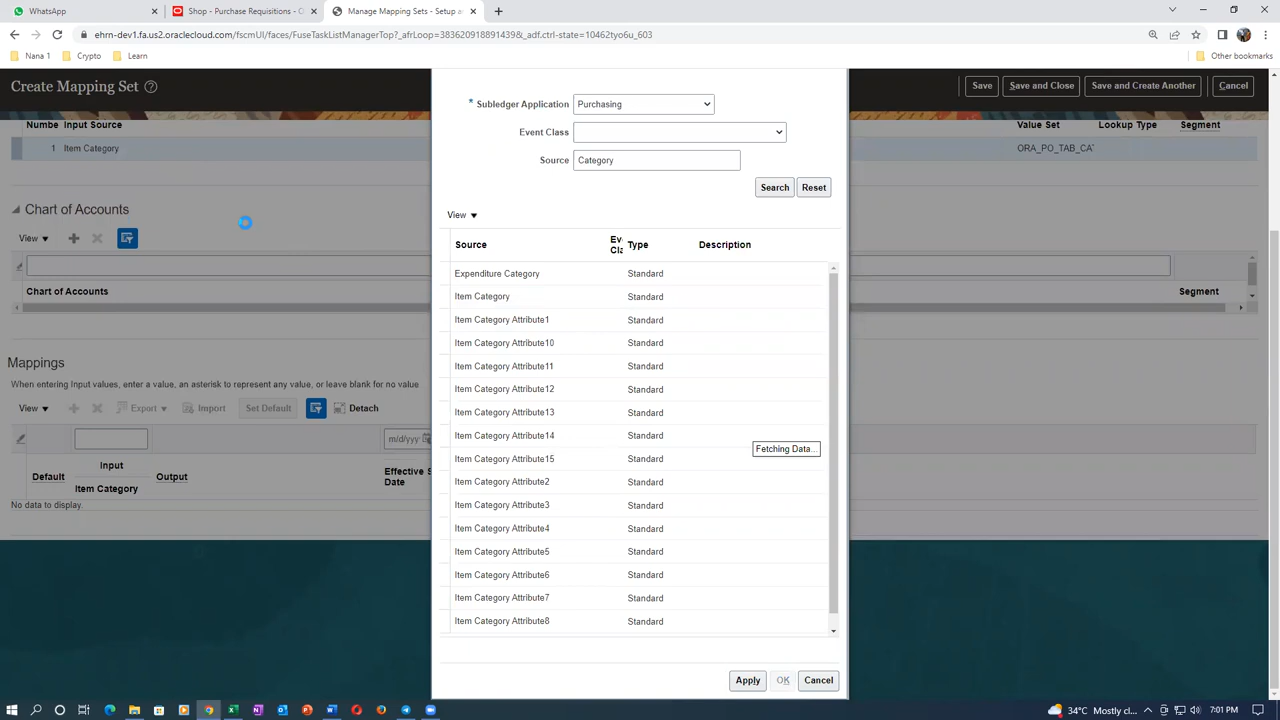 WhatsApp
Shop - Purchase Requisitions - O
Manage Mapping Sets - Setup a
ehrn-dev1.fa.us2.oraclecloud.com/fscmUI/faces/FuseTaskListManagerTop?_afrLoop=383620918891439&_adf.ctrl-state=10462tyo6u_603
Nana 1
Crypto
Learn
Other bookmarks
Create Mapping Set
Save
Save and Close
Save and Create Another
Cancel
Numbe Input Source
Value Set
Lookup Type
Segment
1 Item Category
ORA_PO_TAB_CA
* Subledger Application
Purchasing
Event Class
Source
Category
Search
Reset
Chart of Accounts
View
Chart of Accounts
Segment
Mappings
When entering Input values, enter a value, an asterisk to represent any value, or leave blank for no value
View
Export
Import
Set Default
Detach
m/d/yyy
Default
Input
Item Category
Output
Effective S
Date
No data to display.
View
Source
Eve
Cla
Type
Description
Expenditure Category Standard
Item Category Standard
Item Category Attribute1 Standard
Item Category Attribute10 Standard
Item Category Attribute11 Standard
Item Category Attribute12 Standard
Item Category Attribute13 Standard
Item Category Attribute14 Standard
Fetching Data...
Item Category Attribute15 Standard
Item Category Attribute2 Standard
Item Category Attribute3 Standard
Item Category Attribute4 Standard
Item Category Attribute5 Standard
Item Category Attribute6 Standard
Item Category Attribute7 Standard
Item Category Attribute8 Standard
Apply
OK
Cancel
34°C Mostly c...
7:01 PM